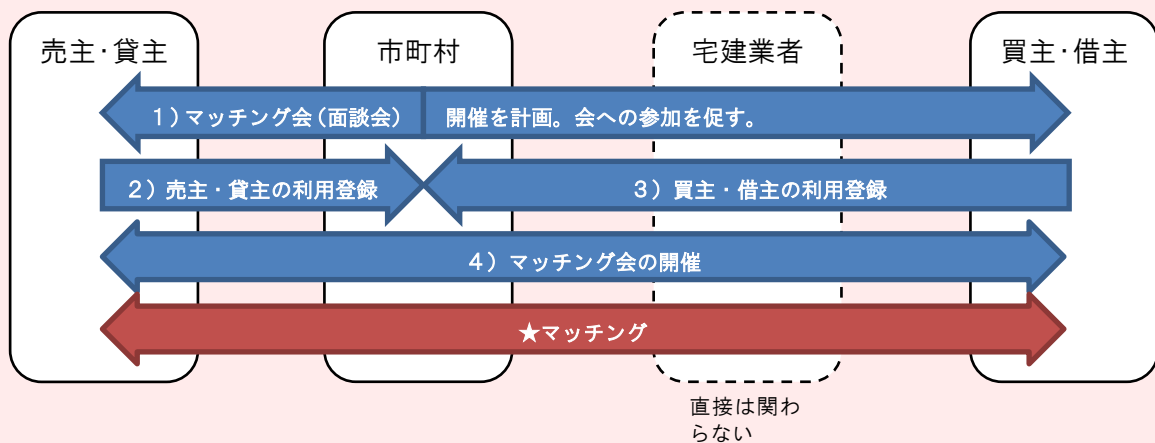 売主・貸主
市町村
宅建業者
買主・借主
1)マッチング会(面談会)
開催を計画。会への参加を促す。
2)売主・貸主の利用登録
3)買主・借主の利用登録
4)マッチング会の開催
★マッチング
直接は関わ
らない